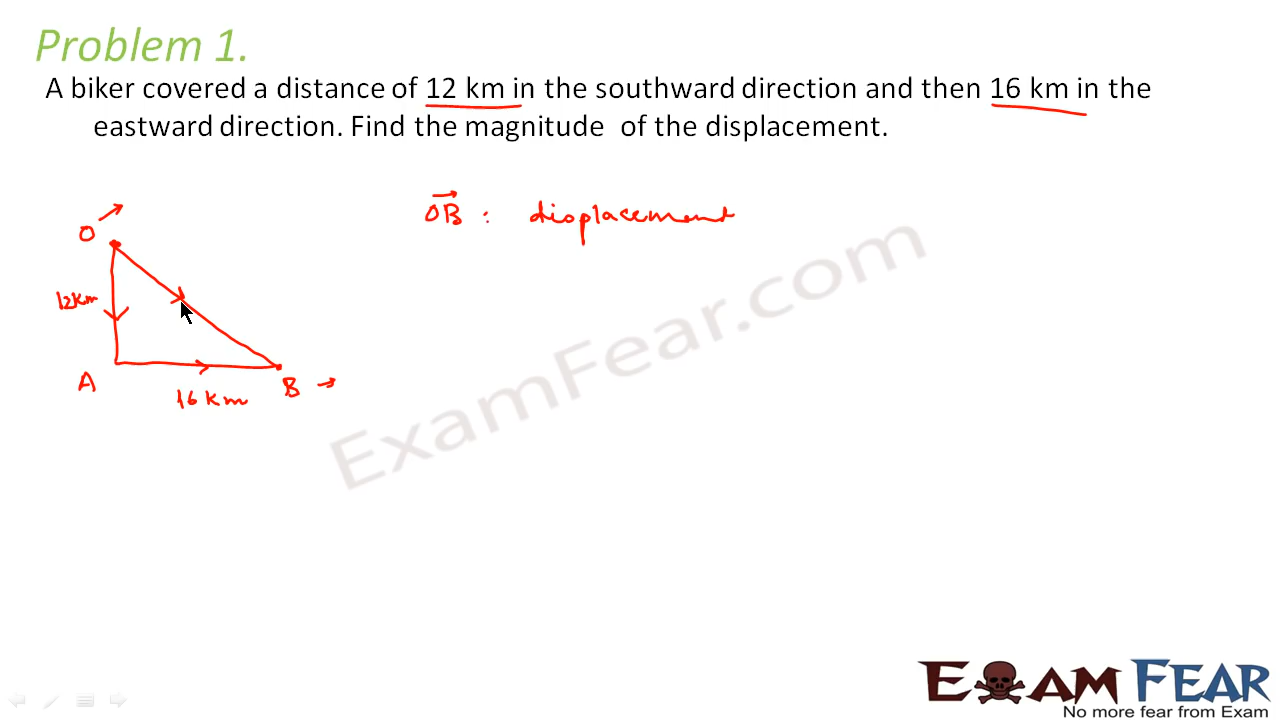 Problem 1.
A biker covered a distance of 12 km in the southward direction and then 16 km in the
eastward direction. Find the magnitude of the displacement.
O
OB : displacement
12km
A
16 km
B
ExamFear.com
EXAM FEAR
No more fear from Exam